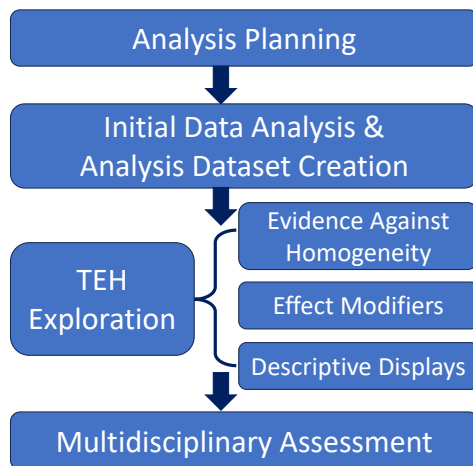 Analysis Planning
Initial Data Analysis &
Analysis Dataset Creation
TEH
Exploration
Evidence Against
Homogeneity
Effect Modifiers
Descriptive Displays
Multidisciplinary Assessment